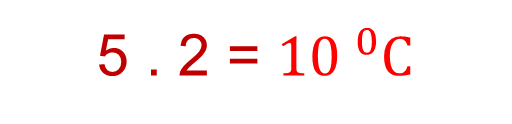 5 . 2 = 10 ⁰C